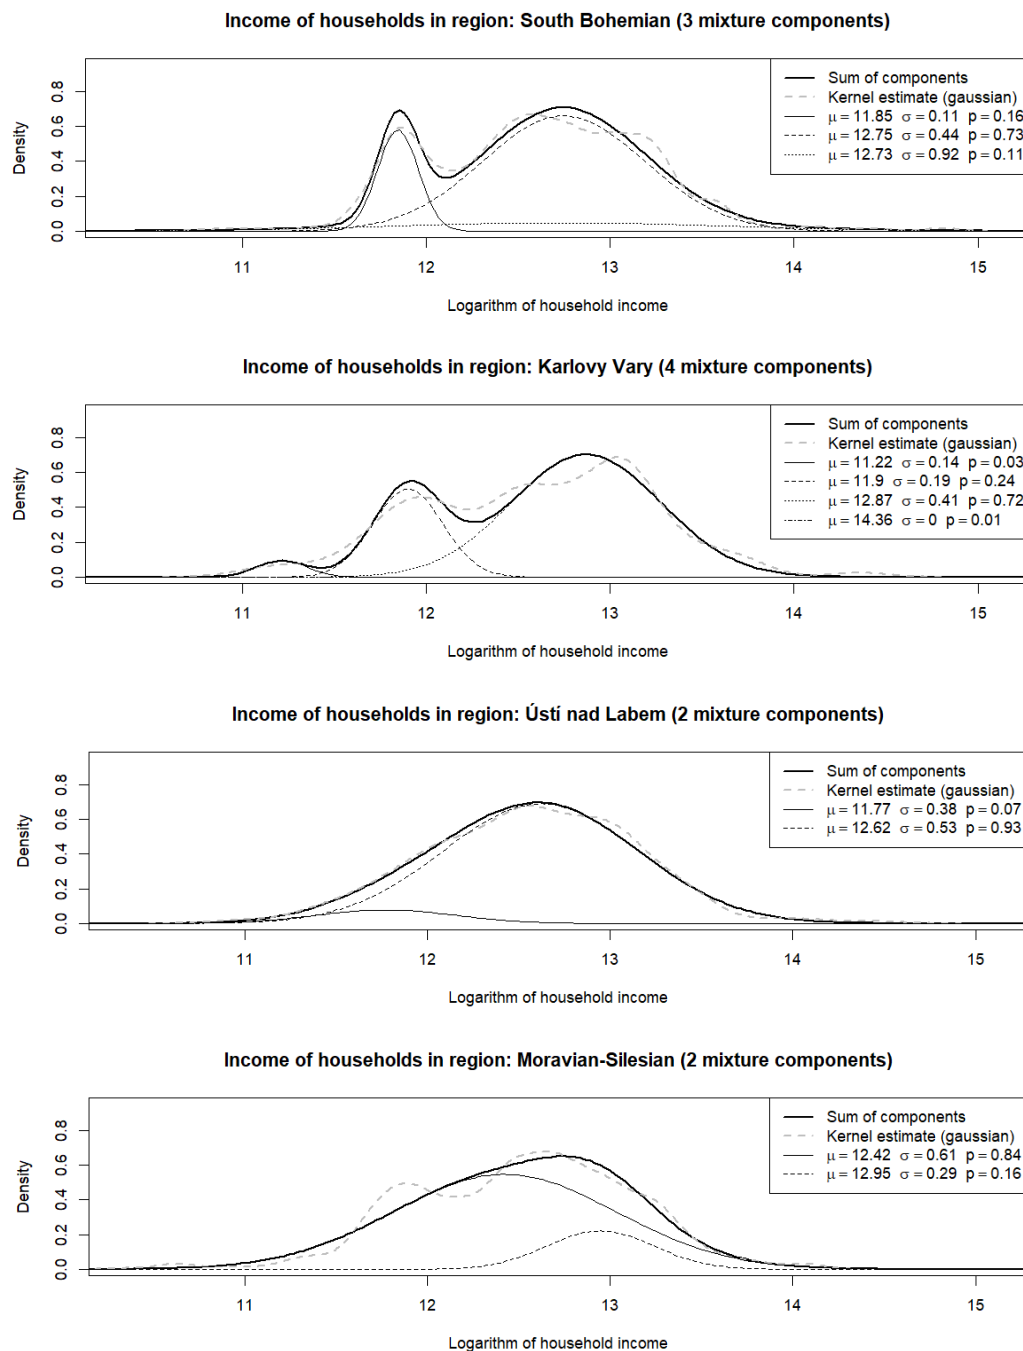 Income of households in region: South Bohemian (3 mixture components)
Density
0.0 0.2 0.4 0.6 0.8
Sum of components
Kernel estimate (gaussian)
μ = 11.85 σ = 0.11 p = 0.16
μ = 12.75 σ = 0.44 p = 0.73
μ = 12.73 σ = 0.92 p = 0.11
11 12 13 14 15
Logarithm of household income
Income of households in region: Karlovy Vary (4 mixture components)
Density
0.0 0.2 0.4 0.6 0.8
Sum of components
Kernel estimate (gaussian)
μ = 11.22 σ = 0.14 p = 0.03
μ = 11.9 σ = 0.19 p = 0.24
μ = 12.87 σ = 0.41 p = 0.72
μ = 14.36 σ = 0 p = 0.01
11 12 13 14 15
Logarithm of household income
Income of households in region: Ústí nad Labem (2 mixture components)
Density
0.0 0.2 0.4 0.6 0.8
Sum of components
Kernel estimate (gaussian)
μ = 11.77 σ = 0.38 p = 0.07
μ = 12.62 σ = 0.53 p = 0.93
11 12 13 14 15
Logarithm of household income
Income of households in region: Moravian-Silesian (2 mixture components)
Density
0.0 0.2 0.4 0.6 0.8
Sum of components
Kernel estimate (gaussian)
μ = 12.42 σ = 0.61 p = 0.84
μ = 12.95 σ = 0.29 p = 0.16
11 12 13 14 15
Logarithm of household income